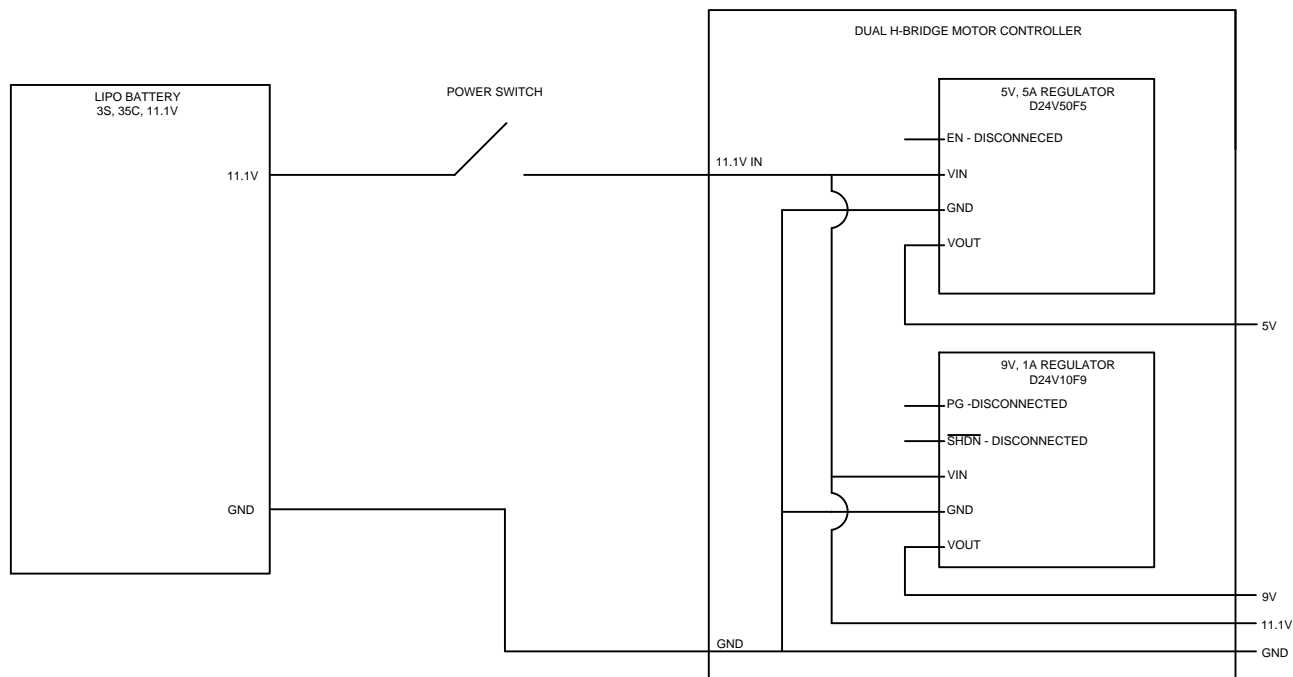 DUAL H-BRIDGE MOTOR CONTROLLER
LIPO BATTERY
3S, 35C, 11.1V
POWER SWITCH
5V, 5A REGULATOR
D24V50F5
EN - DISCONNECED
11.1V IN
11.1V
VIN
GND
VOUT
5V
9V, 1A REGULATOR
D24V10F9
PG -DISCONNECTED
SHDN - DISCONNECTED
VIN
GND
GND
VOUT
9V
11.1V
GND
GND